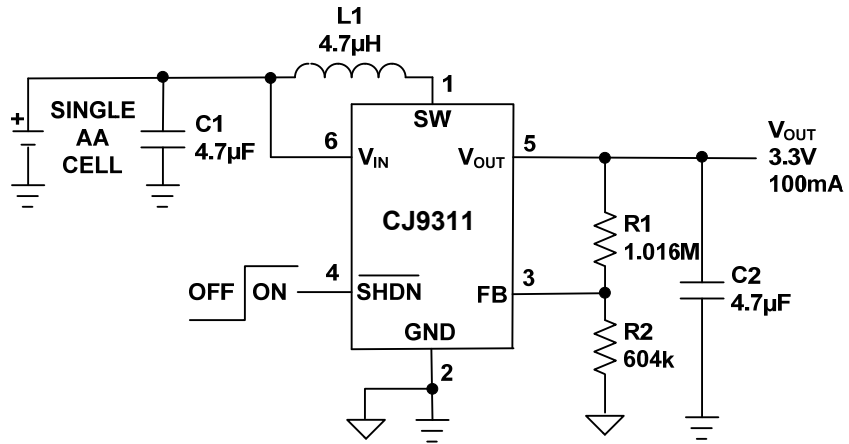 L1
4.7µH
1
SW
+
SINGLE
AA
CELL
C1
4.7µF
6
VIN
VOUT
5
VOUT
3.3V
100mA
CJ9311
R1
1.016M
OFF
ON
4
SHDN
FB
3
C2
4.7µF
GND
R2
604k
2